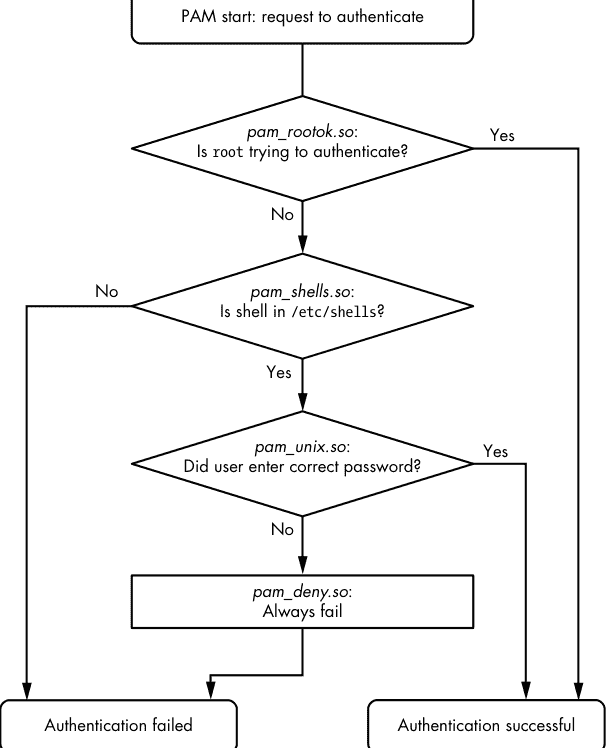 PAM start: request to authenticate
pam_rootok.so:
Is root trying to authenticate?
Yes
No
pam_shells.so:
Is shell in /etc/shells?
No
Yes
pam_unix.so:
Did user enter correct password?
Yes
No
pam_deny.so:
Always fail
Authentication failed
Authentication successful